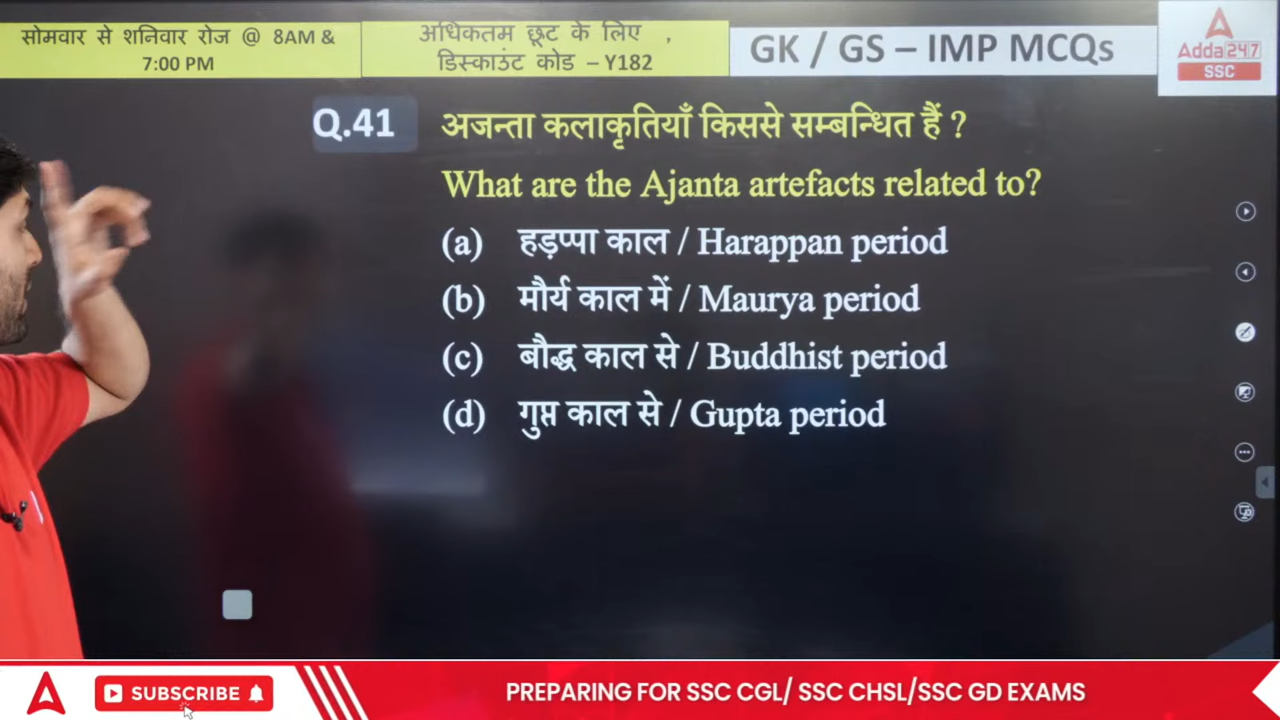 सोमवार से शनिवार रोज @ 8AM &
7:00 PM
अधिकतम छूट के लिए ,
डिस्काउंट कोड – Y182
GK / GS – IMP MCQs
Adda247
SSC
Q.41 अजन्ता कलाकृतियाँ किससे सम्बन्धित हैं ?
What are the Ajanta artefacts related to?
(a) हड़प्पा काल / Harappan period
(b) मौर्य काल में / Maurya period
(c) बौद्ध काल से / Buddhist period
(d) गुप्त काल से / Gupta period
SUBSCRIBE
PREPARING FOR SSC CGL/ SSC CHSL/SSC GD EXAMS